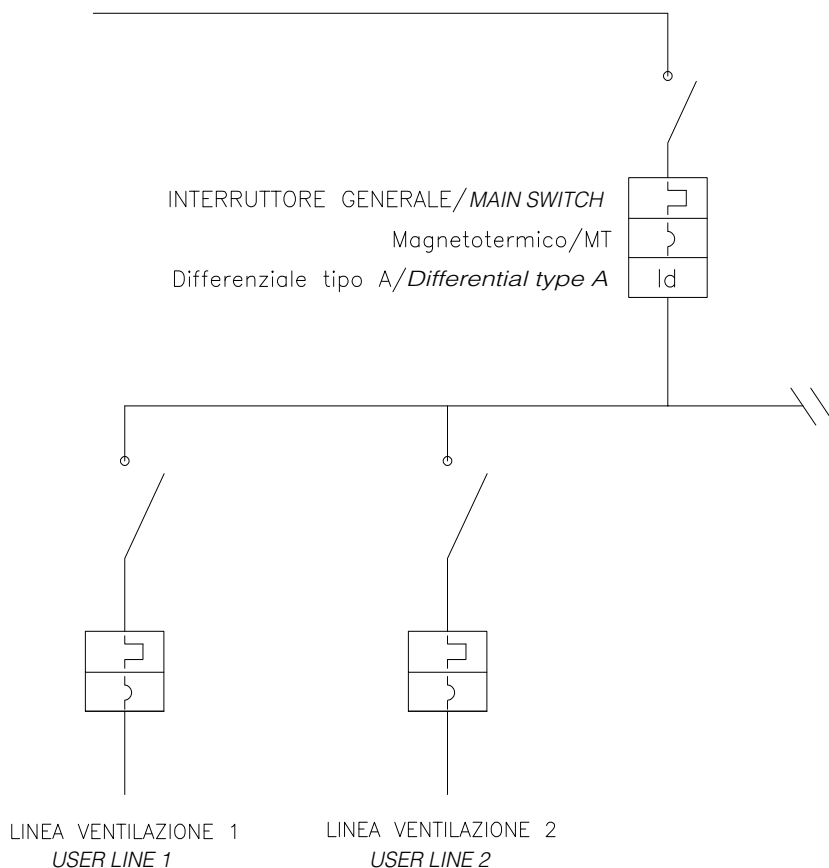 INTERRUTTORE GENERALE/MAIN SWITCH
Magnetotermico/MT
Differenziale tipo A/Differential type A
Id
LINEA VENTILAZIONE 1
USER LINE 1
LINEA VENTILAZIONE 2
USER LINE 2